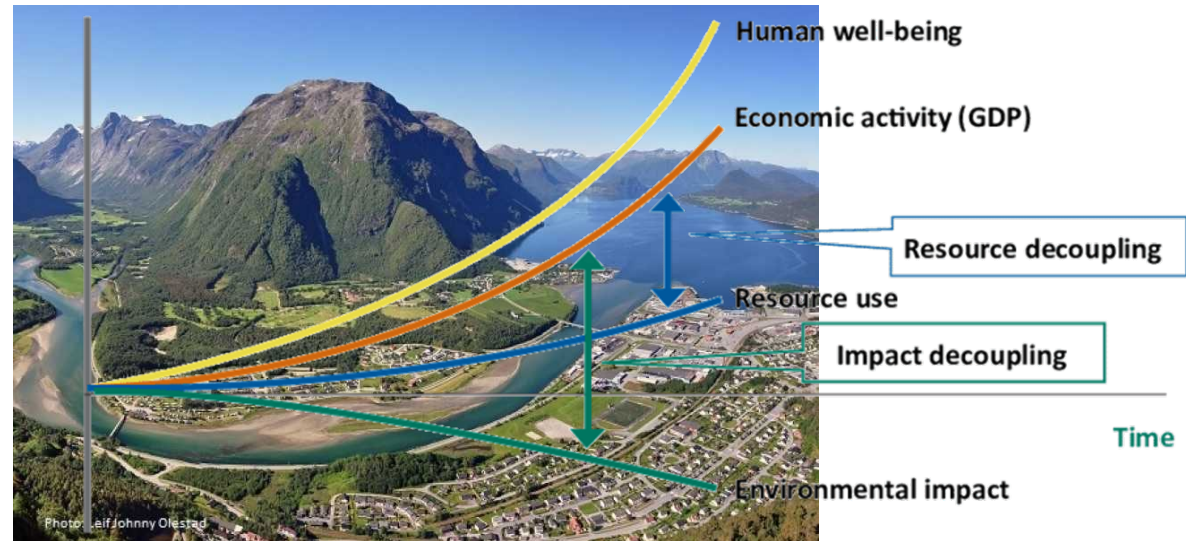 Human well-being
Economic activity (GDP)
Resource decoupling
Resource use
Impact decoupling
Time
Environmental impact
Photo: Leif Johnny Olestad